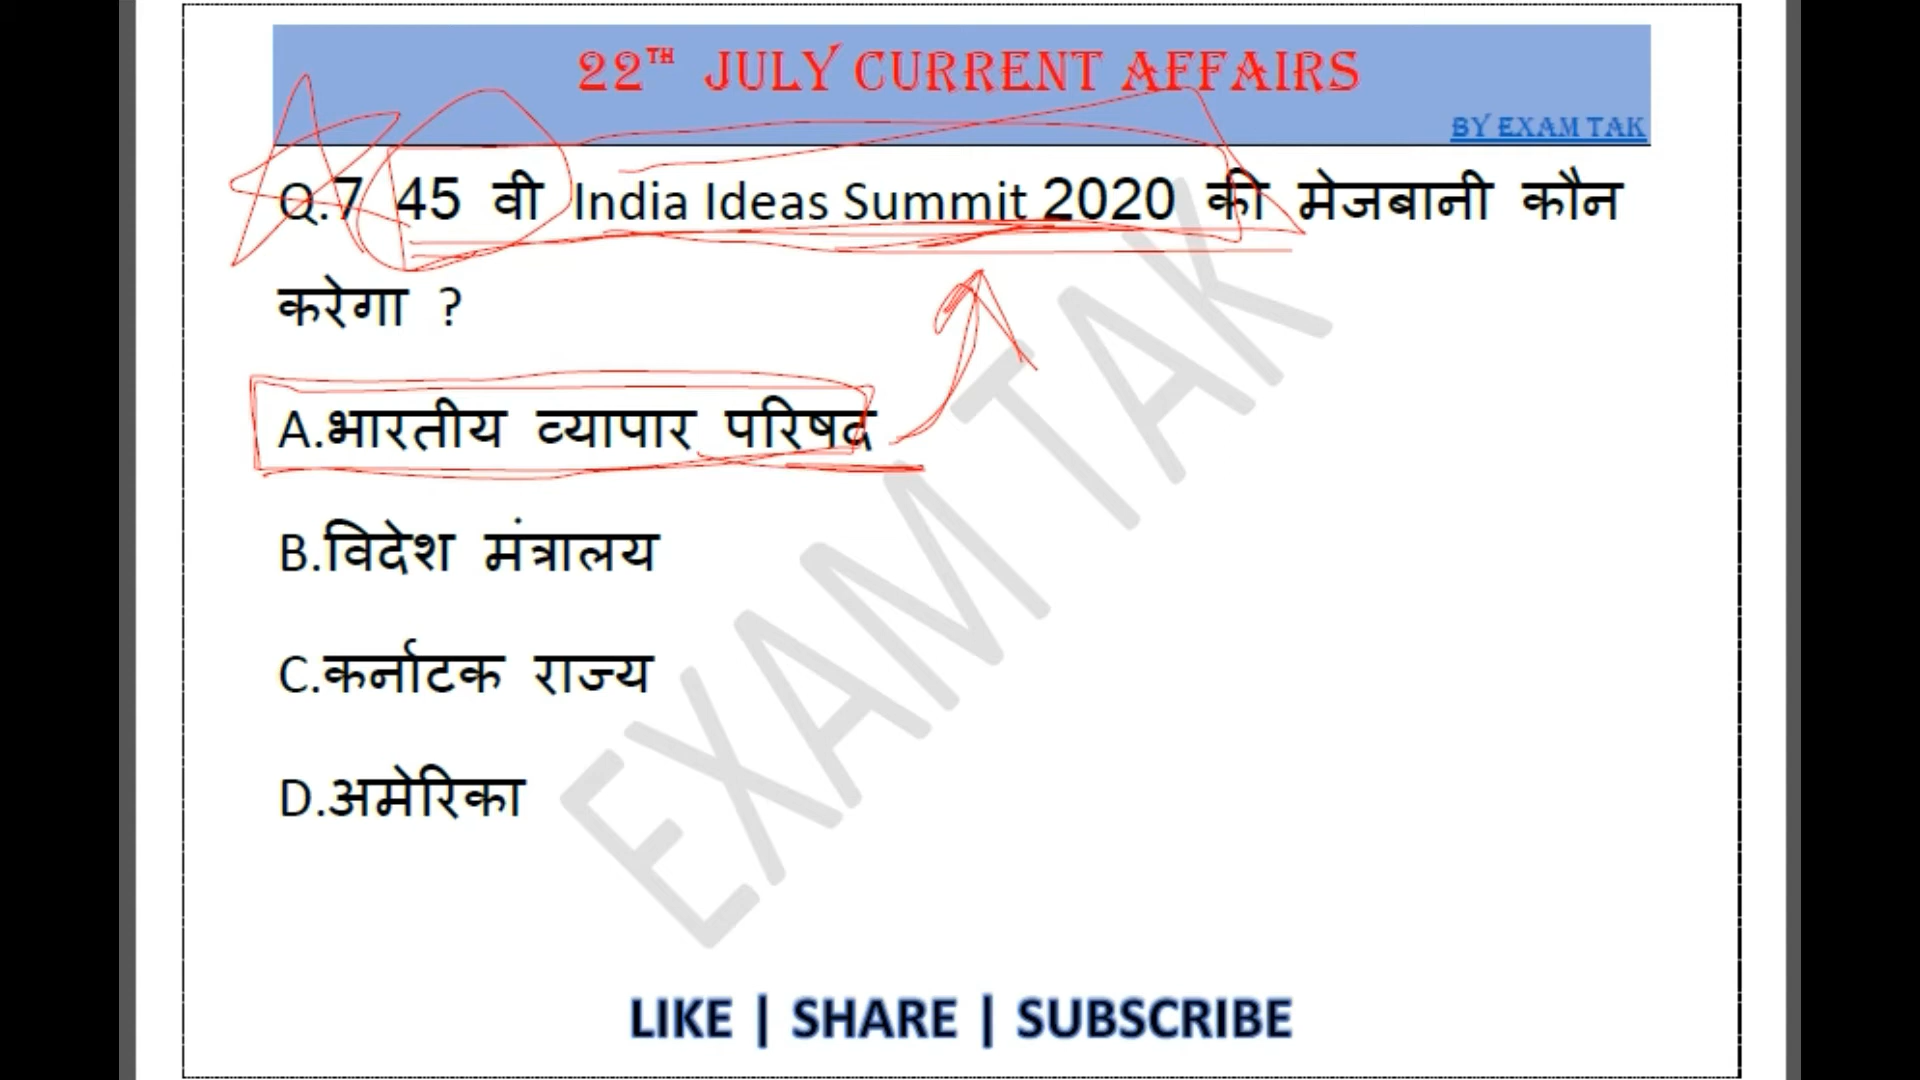 22TH JULY CURRENT AFFAIRS
BY EXAM TAK
Q.7 45 वी India Ideas Summit 2020 की मेजबानी कौन
करेगा ?
A.भारतीय व्यापार परिषद
B.विदेश मंत्रालय
C.कर्नाटक राज्य
D.अमेरिका
EXAM TAK
LIKE | SHARE | SUBSCRIBE